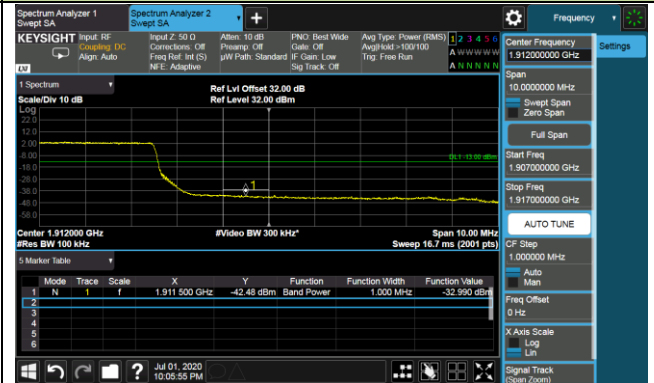 Spectrum Analyzer 1
Swept SA
Spectrum Analyzer 2
Swept SA
+
Frequency
KEYSIGHT
Input: RF
Coupling: DC
Align: Auto
Input Z: 50 Ω
Corrections: Off
Freq Ref: Int (S)
NFE: Adaptive
Atten: 10 dB
Preamp: Off
µW Path: Standard
PNO: Best Wide
Gate: Off
IF Gain: Low
Sig Track: Off
Avg Type: Power (RMS)
Avg|Hold:>100/100
Trig: Free Run
1 2 3 4 5 6
A W W W W W
A N N N N N
LXI
1 Spectrum
Scale/Div 10 dB
Ref Lvl Offset 32.00 dB
Ref Level 32.00 dBm
Log
22.0
12.0
2.00
-8.00
-18.0
-28.0
-38.0
-48.0
-58.0
DL1 -13.00 dBm
1
Center 1.912000 GHz
#Res BW 100 kHz
#Video BW 300 kHz*
Span 10.00 MHz
Sweep 16.7 ms (2001 pts)
5 Marker Table
Mode Trace Scale X Y Function Function Width Function Value
1 N 1 f 1.911 500 GHz -42.48 dBm Band Power 1.000 MHz -32.990 dBm
2
3
4
5
6
Jul 01, 2020
10:05:55 PM
?
Center Frequency
1.912000000 GHz
Settings
Span
10.0000000 MHz
Swept Span
Zero Span
Full Span
Start Freq
1.907000000 GHz
Stop Freq
1.917000000 GHz
AUTO TUNE
CF Step
1.000000 MHz
Auto
Man
Freq Offset
0 Hz
X Axis Scale
Log
Lin
Signal Track
(Span Zoom)